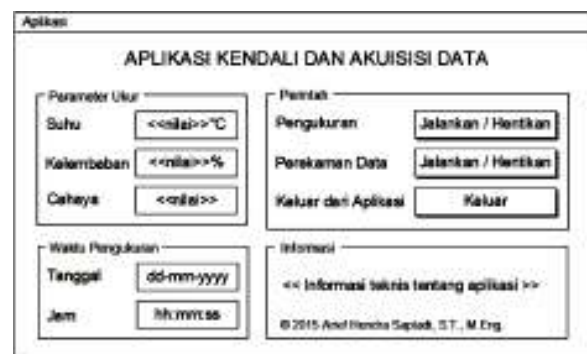 Aplikasi
APLIKASI KENDALI DAN AKUISISI DATA
Parameter Ukur
Suhu <<nilai>>°C
Kelembaban <<nilai>>%
Cahaya <<nilai>>
Perintah
Pengukuran Jalankan / Hentikan
Perekaman Data Jalankan / Hentikan
Keluar dari Aplikasi Keluar
Waktu Pengukuran
Tanggal dd-mm-yyyy
Jam hh:mm:ss
Informasi
<< Informasi teknis tentang aplikasi >>
© 2015 Arief Hendra Saptadi, S.T., M.Eng.